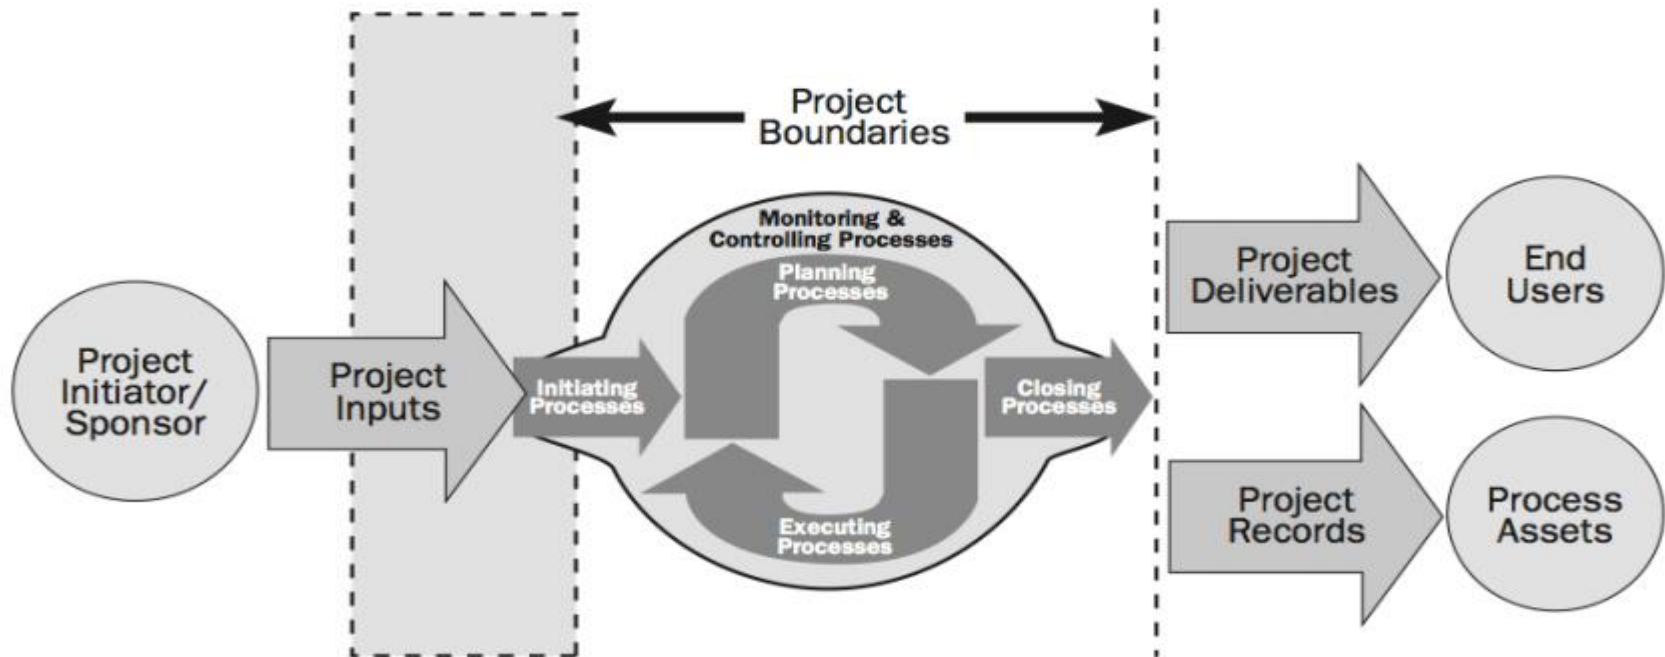 Project
Boundaries
Monitoring &
Controlling Processes
Planning
Processes
Project
Initiator/
Sponsor
Project
Inputs
Initiating
Processes
Closing
Processes
Executing
Processes
Project
Deliverables
End
Users
Project
Records
Process
Assets